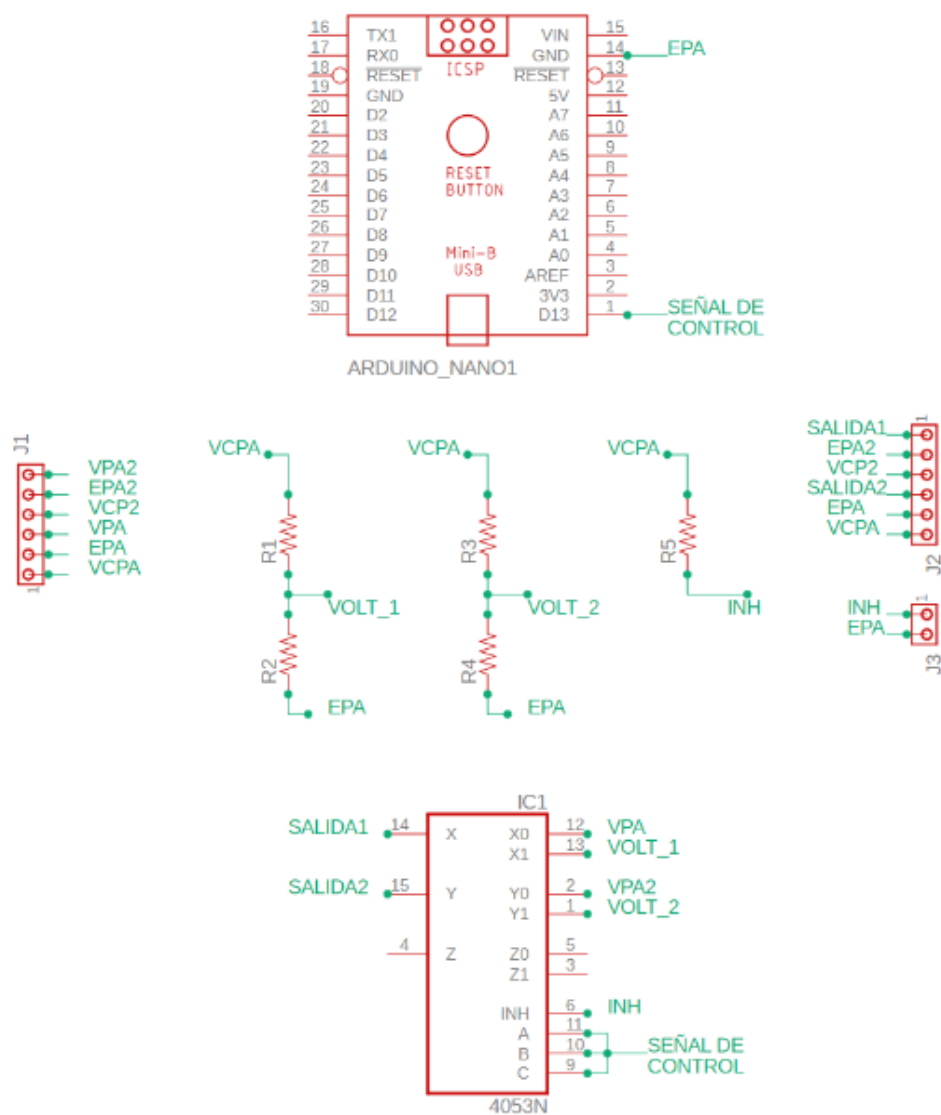 16 TX1 VIN 15
17 RX0 GND 14 EPA
18 RESET RESET 13
19 GND 5V 12
20 D2 A7 11
21 D3 A6 10
22 D4 A5 9
23 D5 A4 8
24 D6 A3 7
25 D7 A2 6
26 D8 A1 5
27 D9 A0 4
28 D10 AREF 3
29 D11 3V3 2
30 D12 D13 1
ICSP
RESET
BUTTON
Mini-B
USB
SEÑAL DE
CONTROL
ARDUINO_NANO1
J1
VPA2
EPA2
VCP2
VPA
EPA
VCPA
1
VCPA
R1
VOLT_1
R2
EPA
VCPA
R3
VOLT_2
R4
EPA
VCPA
R5
INH
1
SALIDA1
EPA2
VCP2
SALIDA2
EPA
VCPA
J2
1
INH
EPA
J3
IC1
SALIDA1 14 X X0 12 VPA
X1 13 VOLT_1
SALIDA2 15 Y Y0 2 VPA2
Y1 1 VOLT_2
4 Z Z0 5
Z1 3
INH 6 INH
A 11
B 10
C 9
SEÑAL DE
CONTROL
4053N